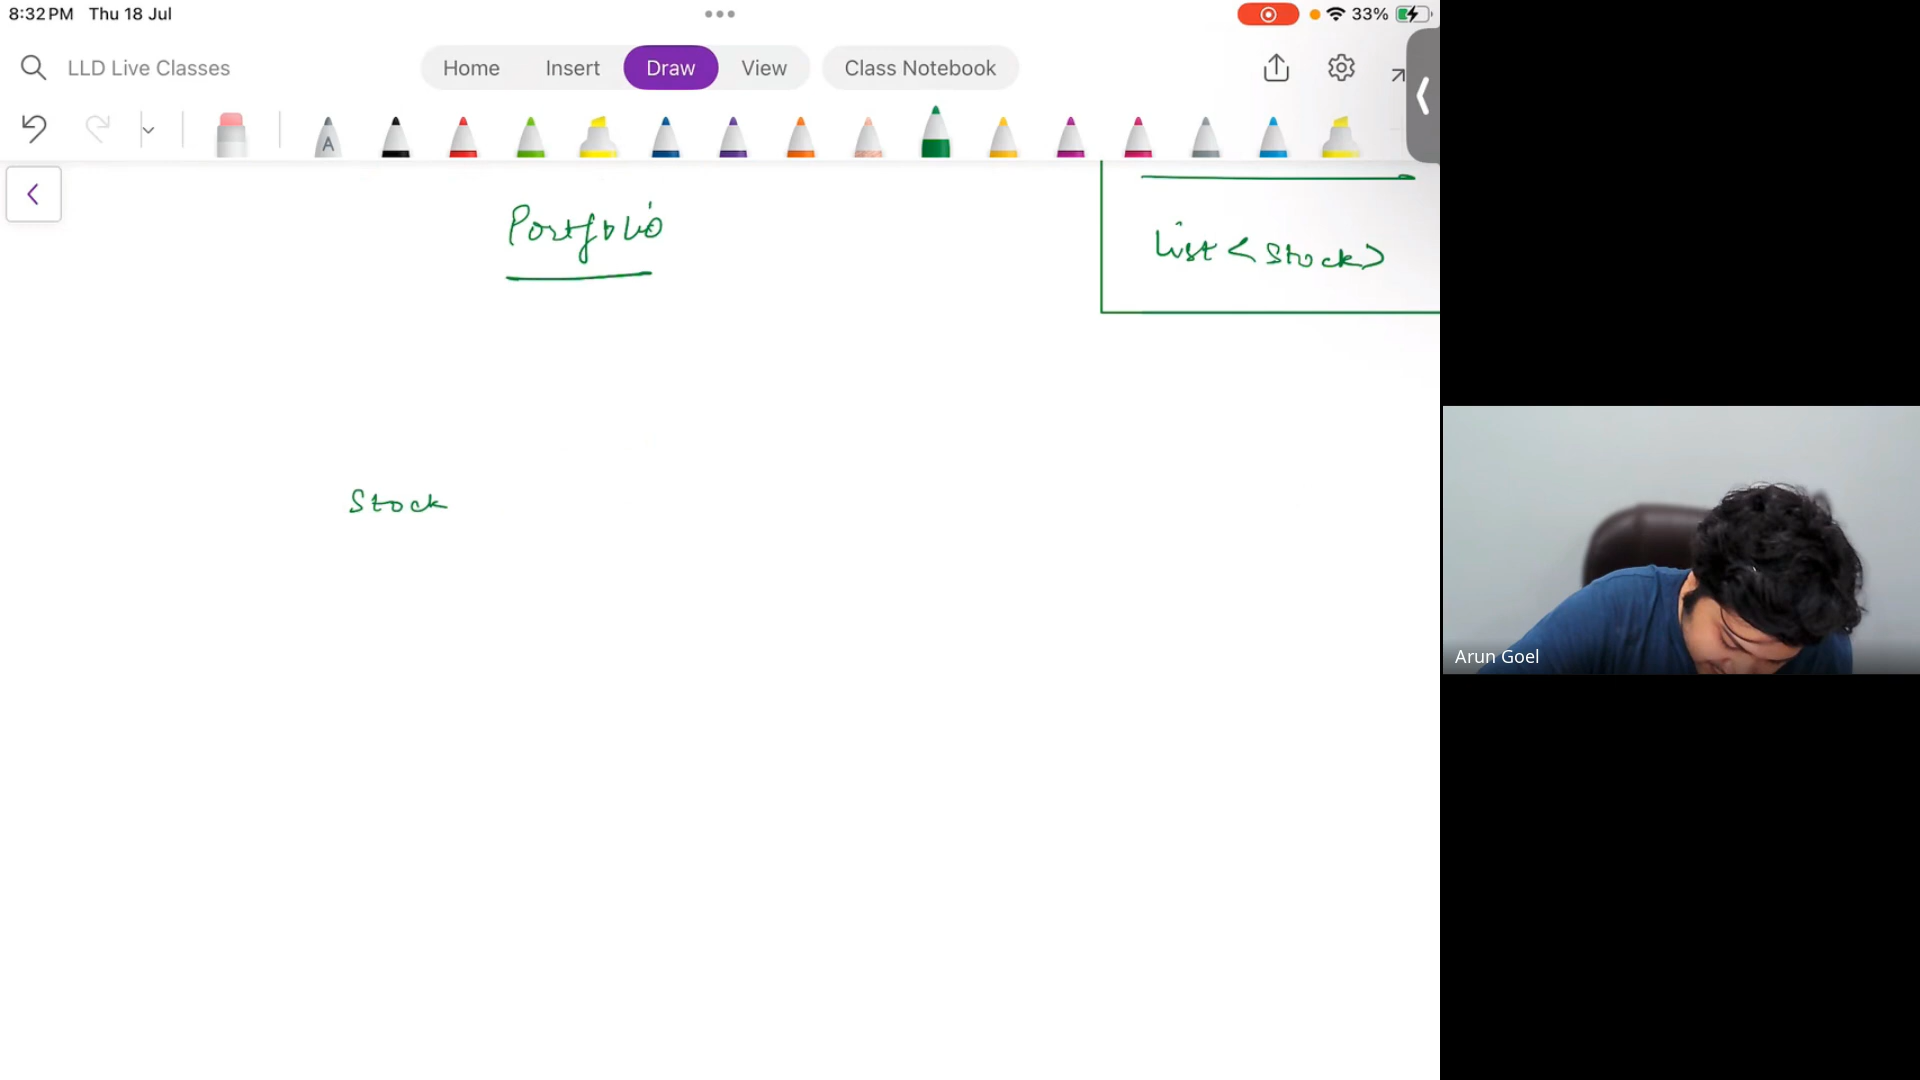 8:32 PM Thu 18 Jul
33%
LLD Live Classes
Home Insert Draw View Class Notebook
A
Portfolio
List<Stock>
Stock
Arun Goel